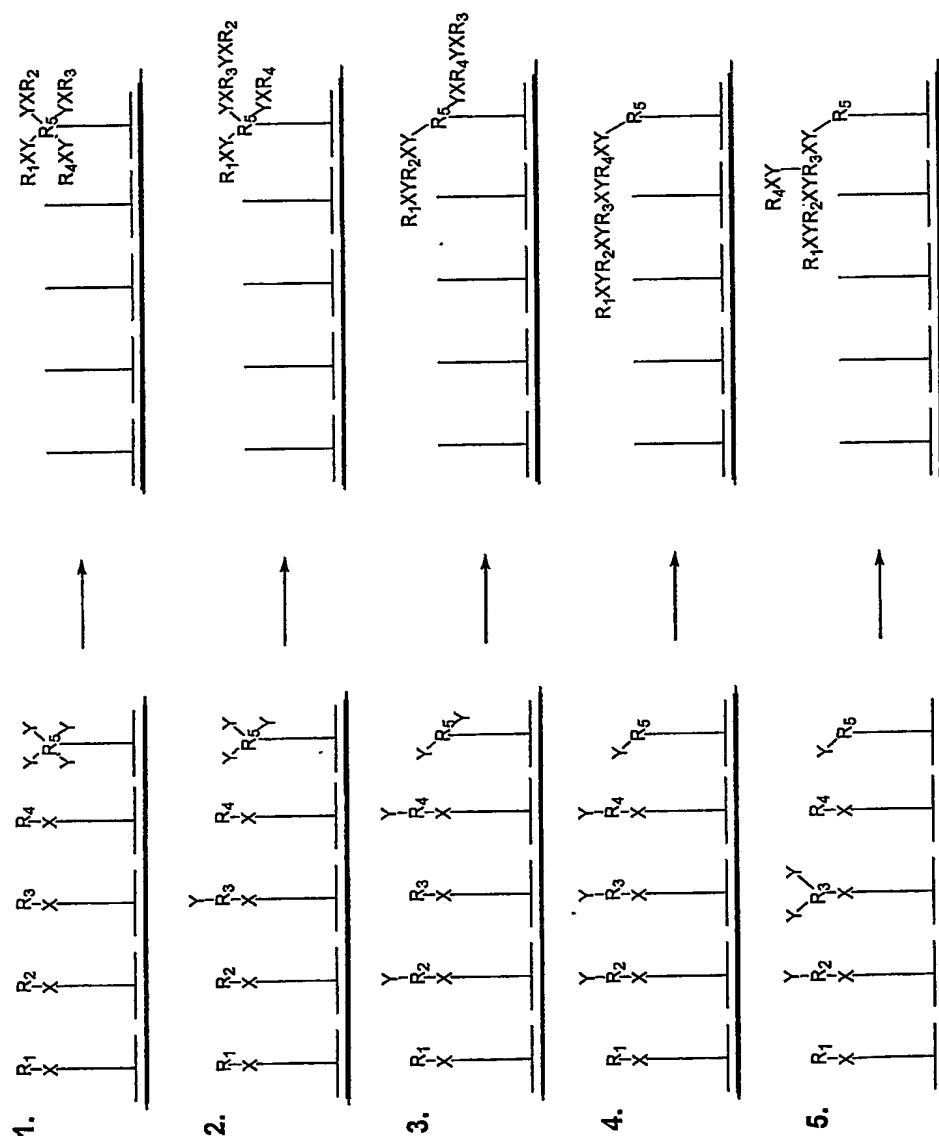 1.
R1 R2 R3 R4 Y Y
X X X X R5
Y Y
R1XY YXR2
R5
R4XY YXR3
2.
Y
R1 R2 R3 R4 Y Y
X X X X R5
Y
R1XY YXR3YXR2
R5
YXR4
3.
Y Y
R1 R2 R3 R4 Y
X X X X R5
Y
R1XYR2XY
R5
YXR4YXR3
4.
Y Y Y
R1 R2 R3 R4 Y
X X X X R5
R1XYR2XYR3XYR4XY
R5
5.
Y Y Y
R1 R2 R3 R4 Y
X X X X R5
R4XY
R1XYR2XYR3XY
R5